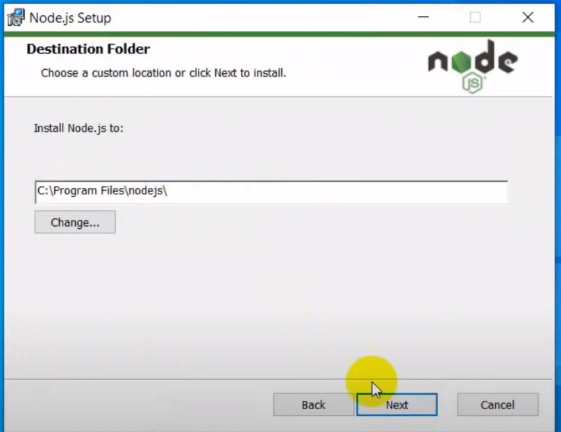 Node.js Setup
Destination Folder
Choose a custom location or click Next to install.
node
JS
Install Node.js to:
C:\Program Files\nodejs\
Change...
Back
Next
Cancel